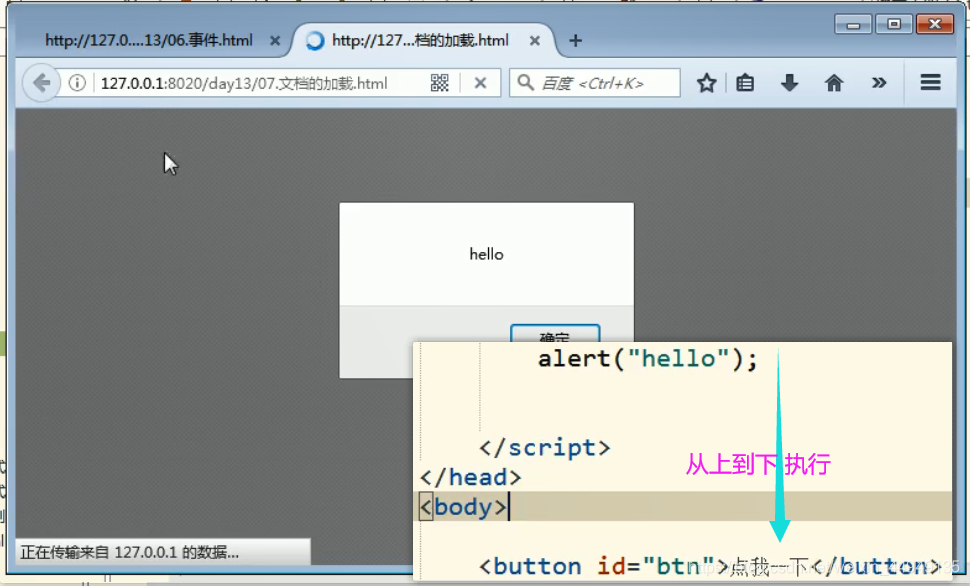 http://127.0....13/06.事件.html
http://127...档的加载.html
127.0.0.1:8020/day13/07.文档的加载.html
百度 <Ctrl+K>
hello
确定
alert("hello");
</script>
从上到下 执行
</head>
<body>
<button id="btn">点我一下</button>
正在传输来自 127.0.0.1 的数据...